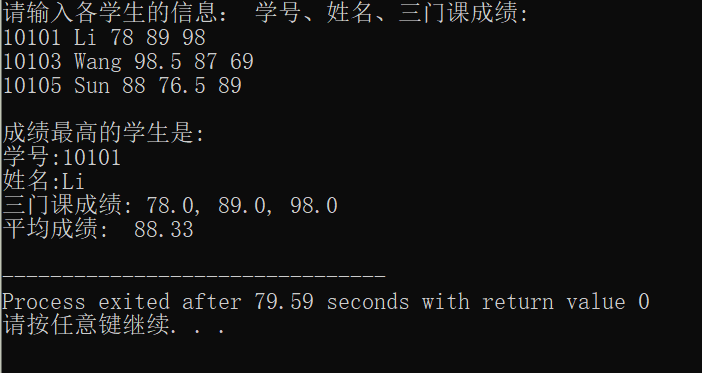 请输入各学生的信息： 学号、姓名、三门课成绩:
10101 Li 78 89 98
10103 Wang 98.5 87 69
10105 Sun 88 76.5 89
成绩最高的学生是:
学号:10101
姓名:Li
三门课成绩: 78.0, 89.0, 98.0
平均成绩： 88.33
--------------------------------
Process exited after 79.59 seconds with return value 0
请按任意键继续. . .